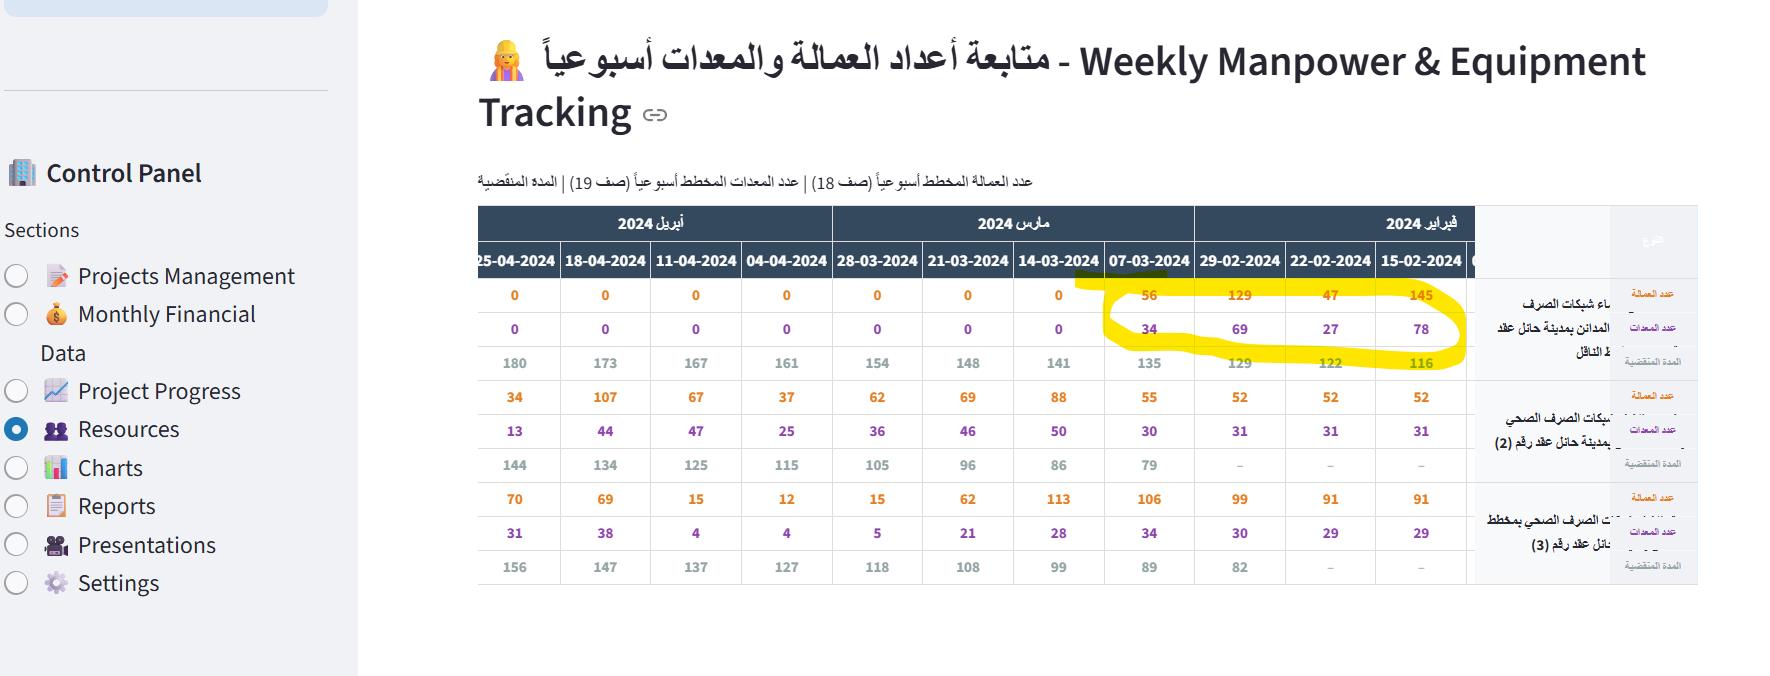 Control Panel
Sections
Projects Management
Monthly Financial
Data
Project Progress
Resources
Charts
Reports
Presentations
Settings
متابعة أعداد العمالة والمعدات أسبوعياً - Weekly Manpower & Equipment
Tracking
عدد العمالة المخطط أسبوعياً (صف 18) | عدد المعدات المخطط أسبوعياً (صف 19) | المدة المنقضية
النوع فبراير 2024 مارس 2024 أبريل 2024
25-04-2024 18-04-2024 11-04-2024 04-04-2024 28-03-2024 21-03-2024 14-03-2024 07-03-2024 29-02-2024 22-02-2024 15-02-2024
0 0 0 0 0 0 0 56 129 47 145 عدد العمالة
شبكات الصرف
0 0 0 0 0 0 0 34 69 27 78 عدد المعدات
المدائن بمدينة حائل عقد
الناقل
180 173 167 161 154 148 141 135 129 122 116 المدة المنقضية
34 107 67 37 62 69 88 55 52 52 52 عدد العمالة
شبكات الصرف الصحي
13 44 47 25 36 46 50 30 31 31 31 عدد المعدات
بمدينة حائل عقد رقم (2)
144 134 125 115 105 96 86 79 – – – المدة المنقضية
70 69 15 12 15 62 113 106 99 91 91 عدد العمالة
الصرف الصحي بمخطط
31 38 4 4 5 21 28 34 30 29 29 عدد المعدات
حائل عقد رقم (3)
156 147 137 127 118 108 99 89 82 – – المدة المنقضية